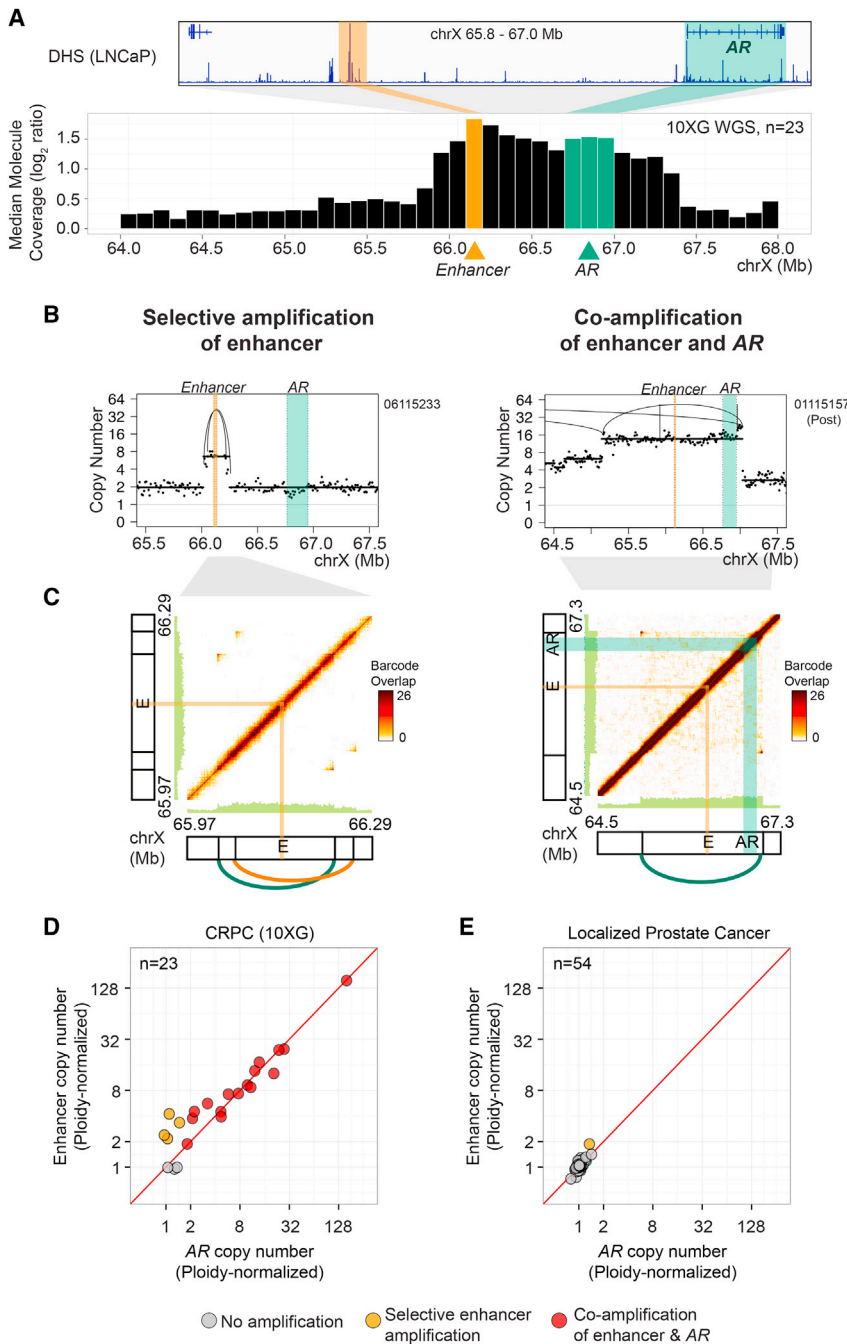 A
DHS (LNCaP)
chrX 65.8 - 67.0 Mb
AR
Median Molecule
Coverage (log2 ratio)
10XG WGS, n=23
1.5
1.0
0.5
0.0
64.0 64.5 65.0 65.5 66.0 66.5 67.0 67.5 68.0
Enhancer AR chrX (Mb)
B
Selective amplification
of enhancer
Co-amplification
of enhancer and AR
Enhancer AR
06115233
Copy Number
64
32
16
8
4
2
1
0
65.5 66.0 66.5 67.0 67.5
chrX (Mb)
Enhancer AR
01115157
(Post)
Copy Number
64
32
16
8
4
2
1
0
64.5 65.5 66.5 67.5
chrX (Mb)
C
66.29
E
65.97
Barcode
Overlap
26
0
65.97 66.29
chrX
(Mb)
E
67.3
AR
E
64.5
Barcode
Overlap
26
0
64.5 67.3
chrX
(Mb)
E AR
D
CRPC (10XG)
n=23
Enhancer copy number
(Ploidy-normalized)
128
32
8
2
1
1 2 8 32 128
AR copy number
(Ploidy-normalized)
E
Localized Prostate Cancer
n=54
Enhancer copy number
(Ploidy-normalized)
128
32
8
2
1
1 2 8 32 128
AR copy number
(Ploidy-normalized)
No amplification
Selective enhancer
amplification
Co-amplification
of enhancer & AR